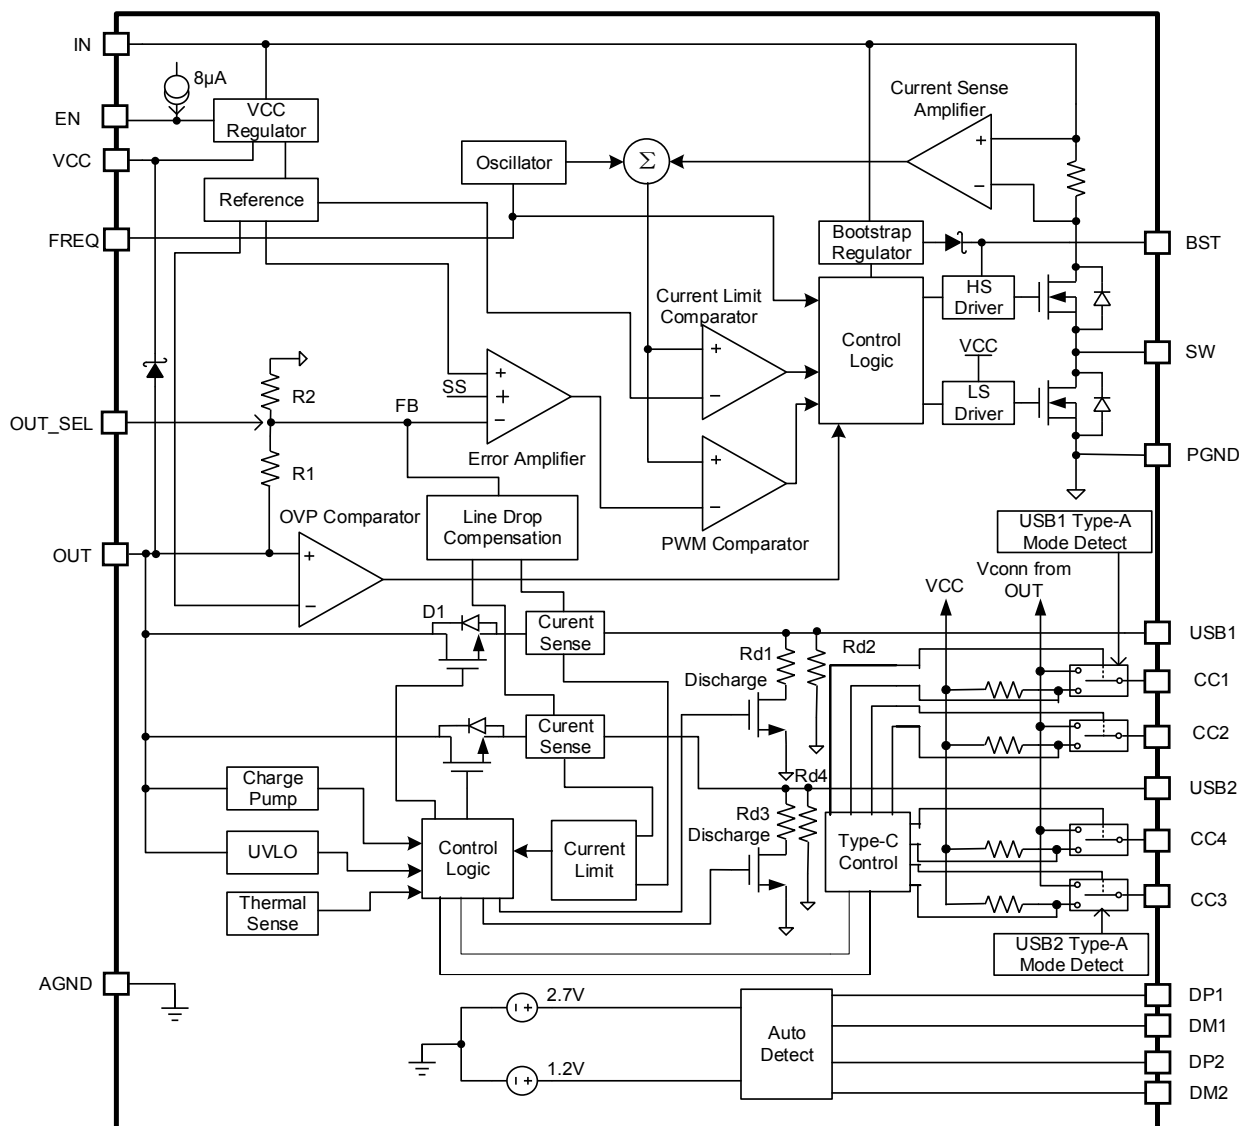 IN
8µA
EN
VCC
Regulator
VCC
Reference
FREQ
Oscillator
Σ
Current Sense
Amplifier
+
−
Bootstrap
Regulator
BST
HS
Driver
Current Limit
Comparator
+
−
Control
Logic
SW
VCC
LS
Driver
PGND
R2
SS
+
+
−
FB
OUT_SEL
R1
Error Amplifier
+
−
PWM Comparator
OVP Comparator
+
−
Line Drop
Compensation
OUT
USB1 Type-A
Mode Detect
VCC
Vconn from
OUT
D1
Curent
Sense
USB1
Rd1
Rd2
Discharge
CC1
Curent
Sense
CC2
Charge
Pump
Rd4
USB2
Rd3
Discharge
UVLO
Control
Logic
Current
Limit
Type-C
Control
CC4
Thermal
Sense
CC3
USB2 Type-A
Mode Detect
AGND
2.7V
1.2V
Auto
Detect
DP1
DM1
DP2
DM2